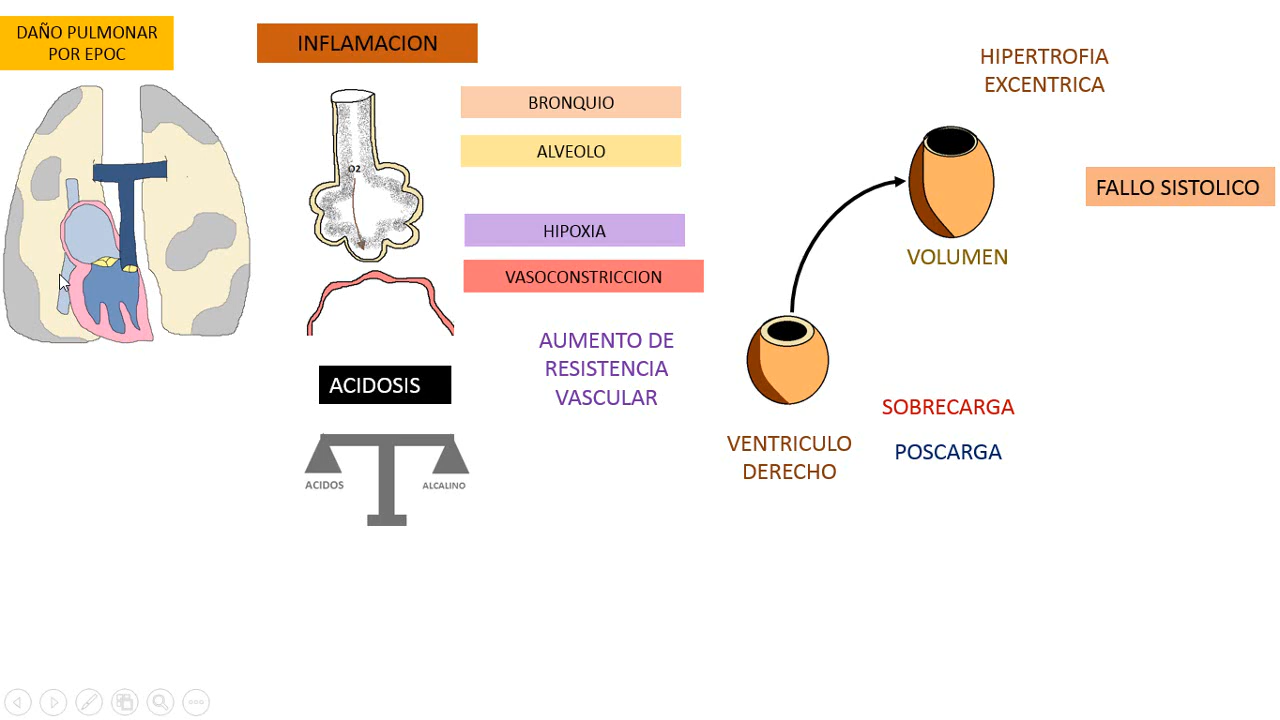 DAÑO PULMONAR
POR EPOC
INFLAMACION
BRONQUIO
ALVEOLO
O2
HIPOXIA
VASOCONSTRICCION
AUMENTO DE
RESISTENCIA
VASCULAR
ACIDOSIS
ACIDOS
ALCALINO
HIPERTROFIA
EXCENTRICA
VOLUMEN
FALLO SISTOLICO
VENTRICULO
DERECHO
SOBRECARGA
POSCARGA